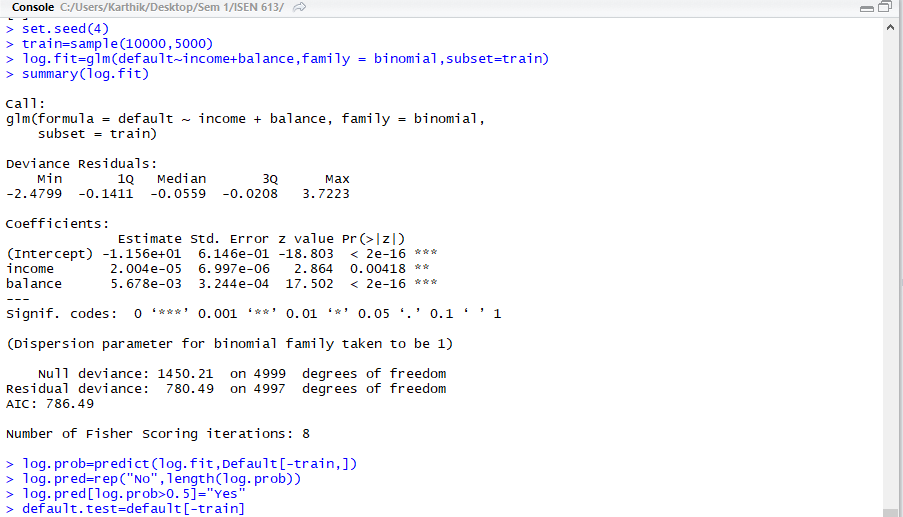 Console C:/Users/Karthik/Desktop/Sem 1/ISEN 613/
> set.seed(4)
> train=sample(10000,5000)
> log.fit=glm(default~income+balance,family = binomial,subset=train)
> summary(log.fit)
Call:
glm(formula = default ~ income + balance, family = binomial,
    subset = train)
Deviance Residuals:
    Min       1Q   Median       3Q      Max
-2.4799  -0.1411  -0.0559  -0.0208   3.7223
Coefficients:
              Estimate Std. Error z value Pr(>|z|)
(Intercept) -1.156e+01  6.146e-01 -18.803  < 2e-16 ***
income       2.004e-05  6.997e-06   2.864  0.00418 **
balance      5.678e-03  3.244e-04  17.502  < 2e-16 ***
---
Signif. codes:  0 ‘***’ 0.001 ‘**’ 0.01 ‘*’ 0.05 ‘.’ 0.1 ‘ ’ 1
(Dispersion parameter for binomial family taken to be 1)
    Null deviance: 1450.21  on 4999  degrees of freedom
Residual deviance:  780.49  on 4997  degrees of freedom
AIC: 786.49
Number of Fisher Scoring iterations: 8
> log.prob=predict(log.fit,Default[-train,])
> log.pred=rep("No",length(log.prob))
> log.pred[log.prob>0.5]="Yes"
> default.test=default[-train]